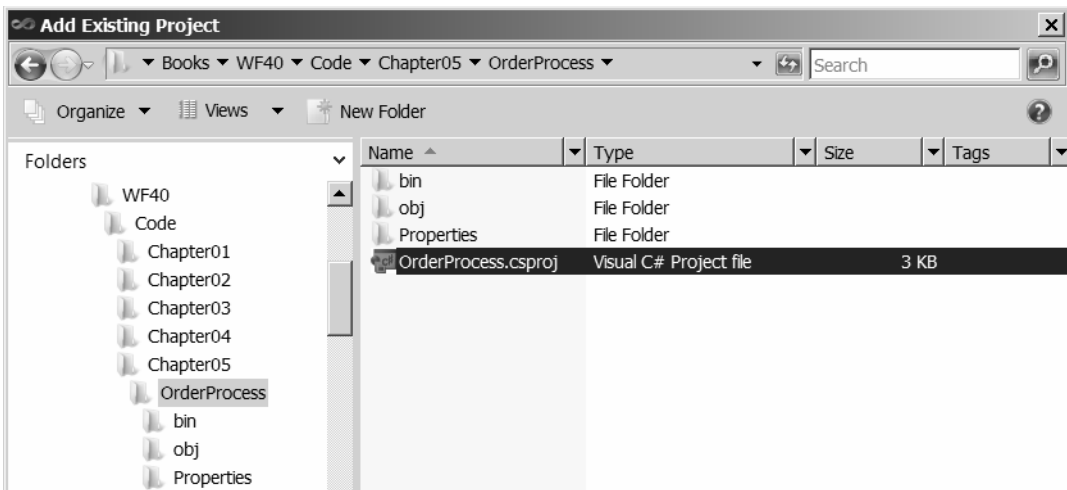 Add Existing Project
Books WF40 Code Chapter05 OrderProcess
Search
Organize Views New Folder
Folders
WF40
Code
Chapter01
Chapter02
Chapter03
Chapter04
Chapter05
OrderProcess
bin
obj
Properties
Name Type Size Tags
bin File Folder
obj File Folder
Properties File Folder
OrderProcess.csproj Visual C# Project file 3 KB